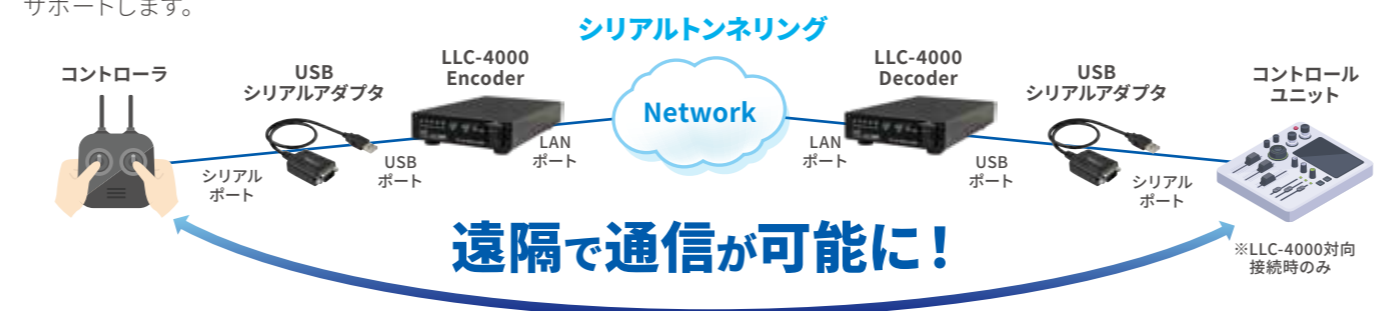 サポートします。
シリアルトンネリング
コントローラ
USB
シリアルアダプタ
LLC-4000
Encoder
Network
LLC-4000
Decoder
USB
シリアルアダプタ
コントロール
ユニット
シリアル
ポート
USB
ポート
LAN
ポート
LAN
ポート
USB
ポート
シリアル
ポート
遠隔で通信が可能に!
※LLC-4000対向
接続時のみ